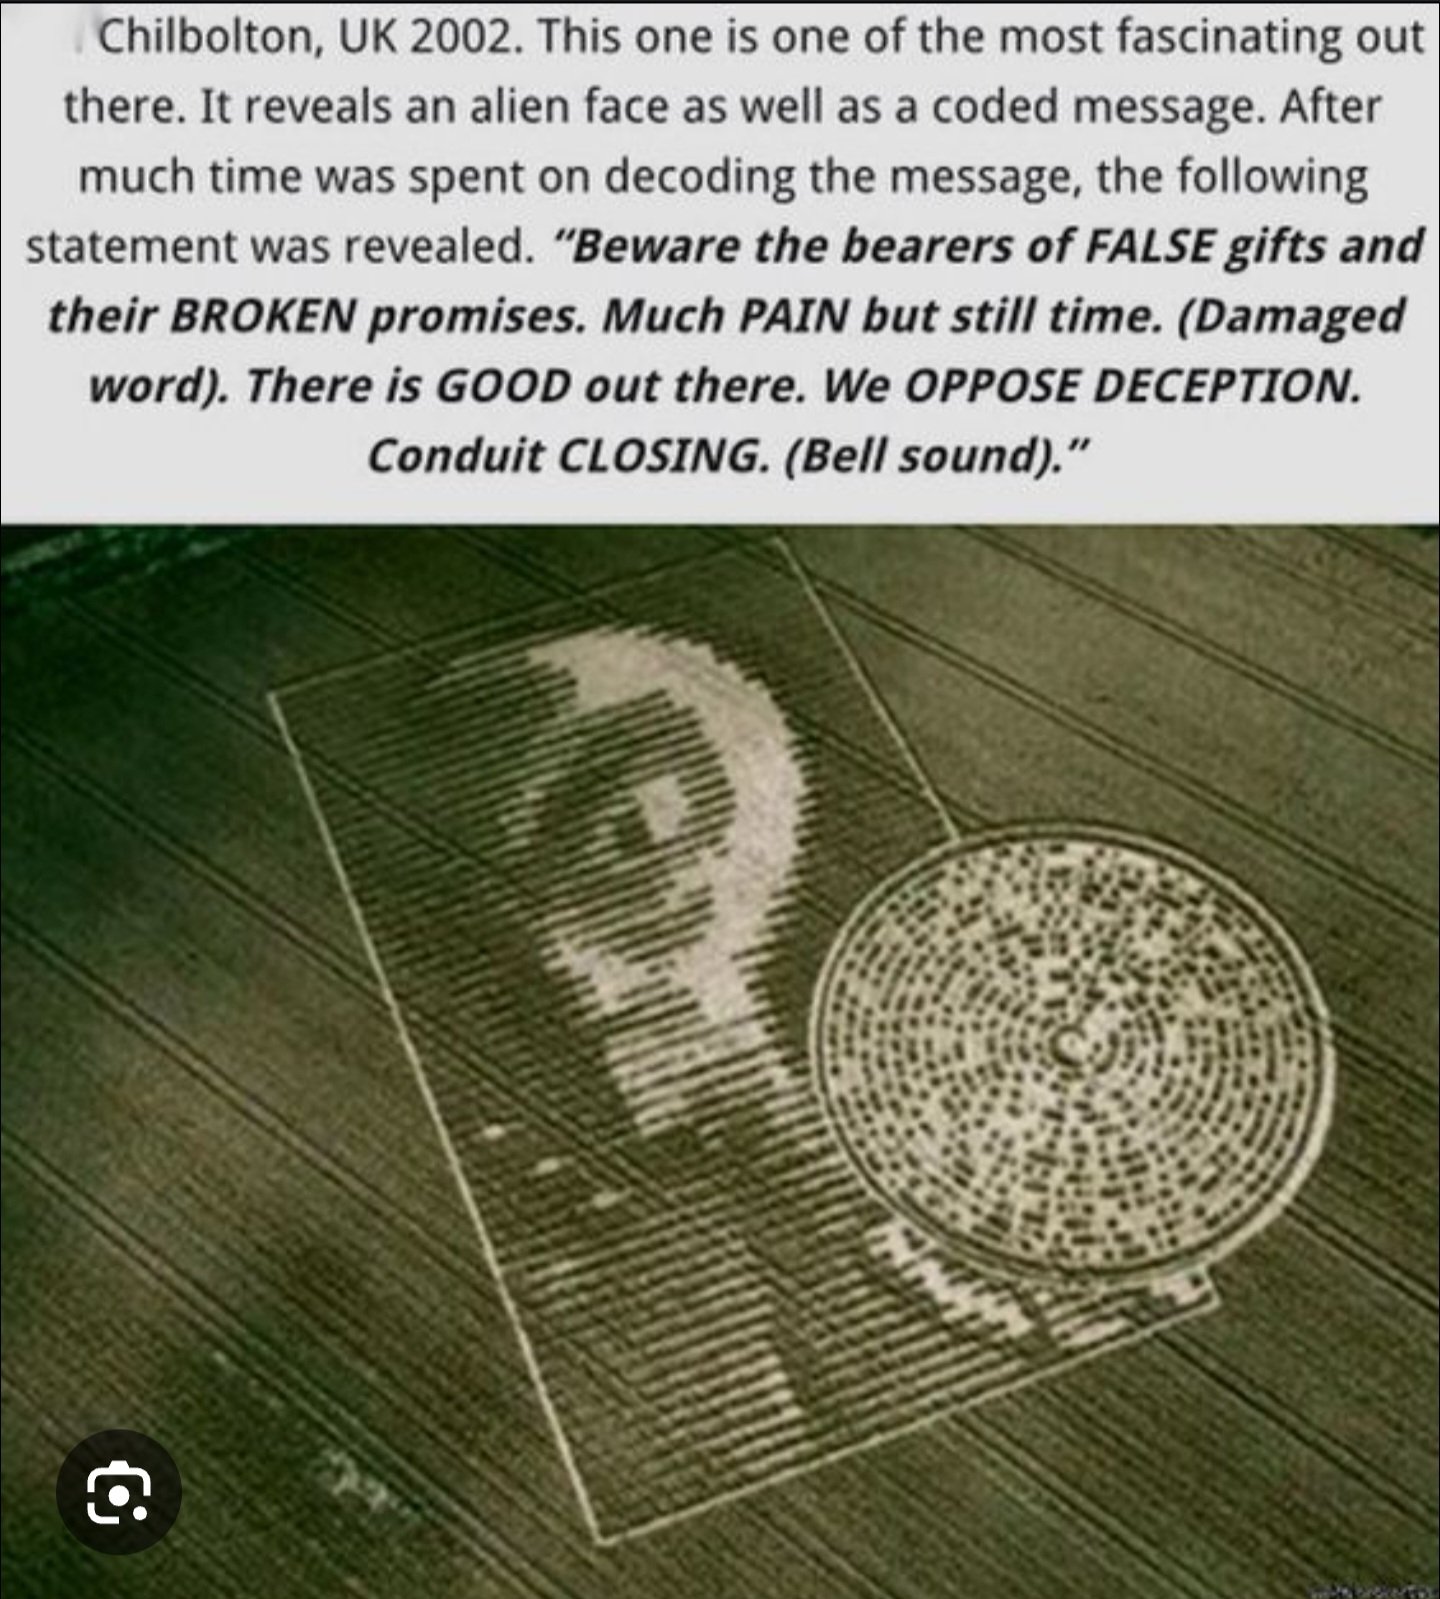 Chilbolton, UK 2002. This one is one of the most fascinating out
there. It reveals an alien face as well as a coded message. After
much time was spent on decoding the message, the following
statement was revealed. “Beware the bearers of FALSE gifts and
their BROKEN promises. Much PAIN but still time. (Damaged
word). There is GOOD out there. We OPPOSE DECEPTION.
Conduit CLOSING. (Bell sound).”